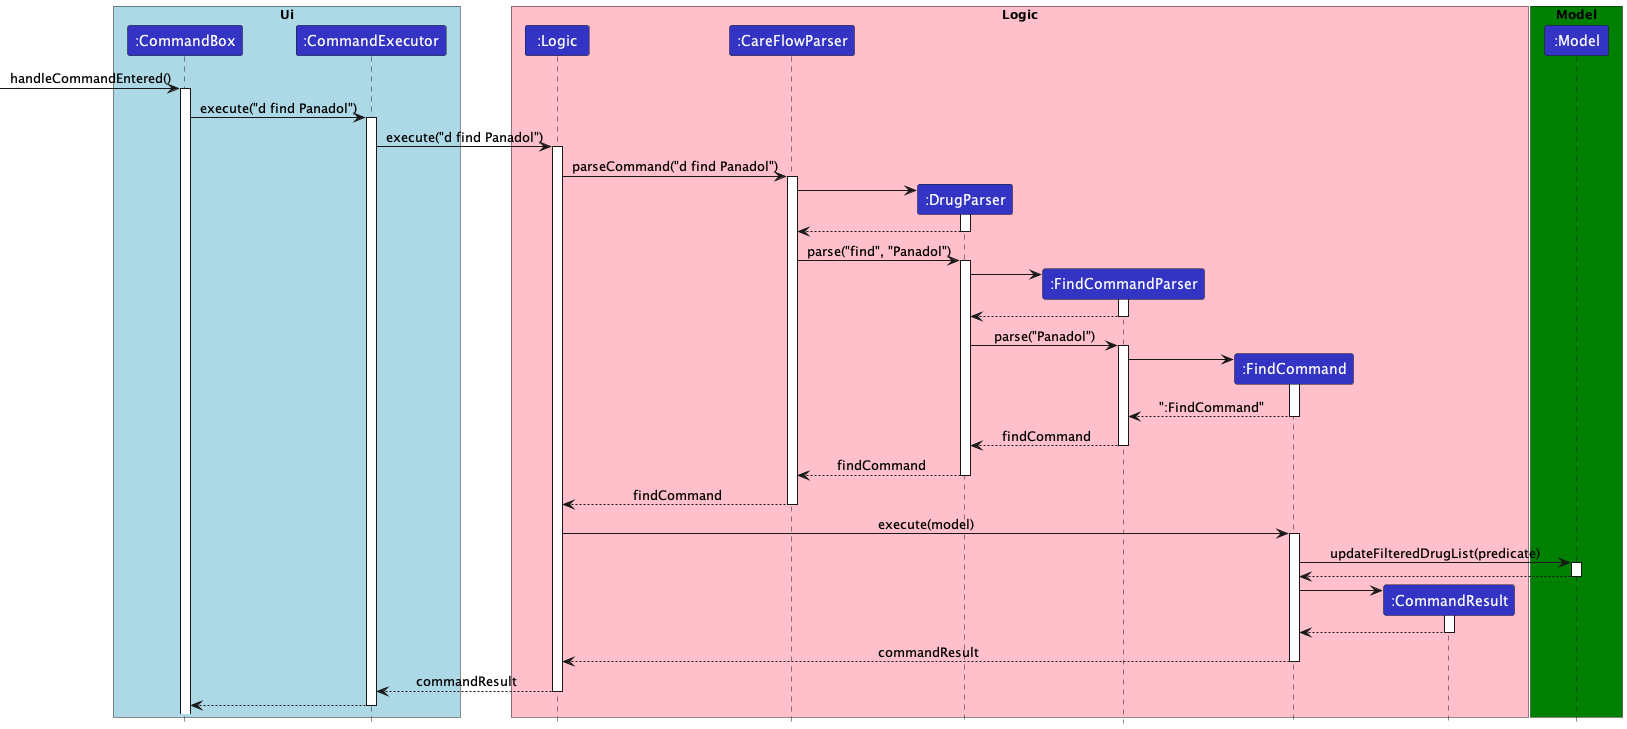 Ui
Logic
Model
:CommandBox
:CommandExecutor
:Logic
:CareFlowParser
:Model
handleCommandEntered()
execute("d find Panadol")
execute("d find Panadol")
parseCommand("d find Panadol")
:DrugParser
parse("find", "Panadol")
:FindCommandParser
parse("Panadol")
:FindCommand
":FindCommand"
findCommand
findCommand
findCommand
execute(model)
updateFilteredDrugList(predicate)
:CommandResult
commandResult
commandResult